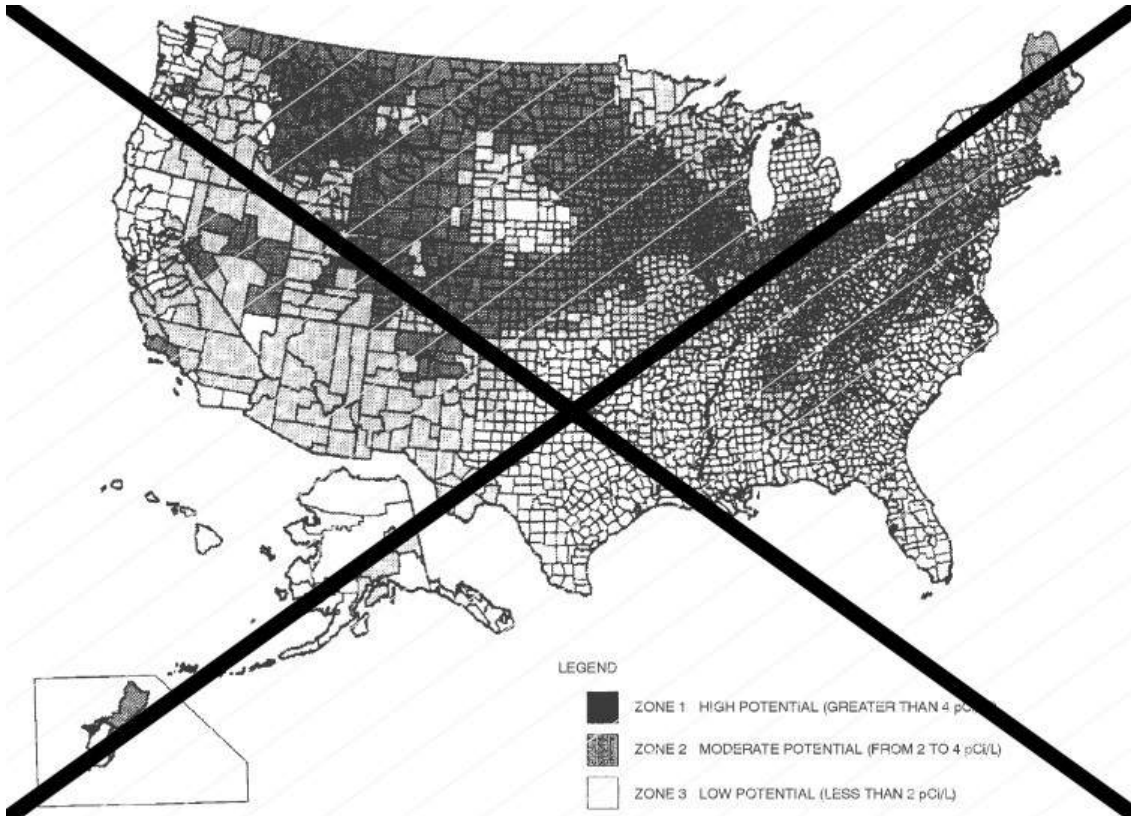 LEGEND
ZONE 1 HIGH POTENTIAL (GREATER THAN 4 pCi/L)
ZONE 2 MODERATE POTENTIAL (FROM 2 TO 4 pCi/L)
ZONE 3 LOW POTENTIAL (LESS THAN 2 pCi/L)